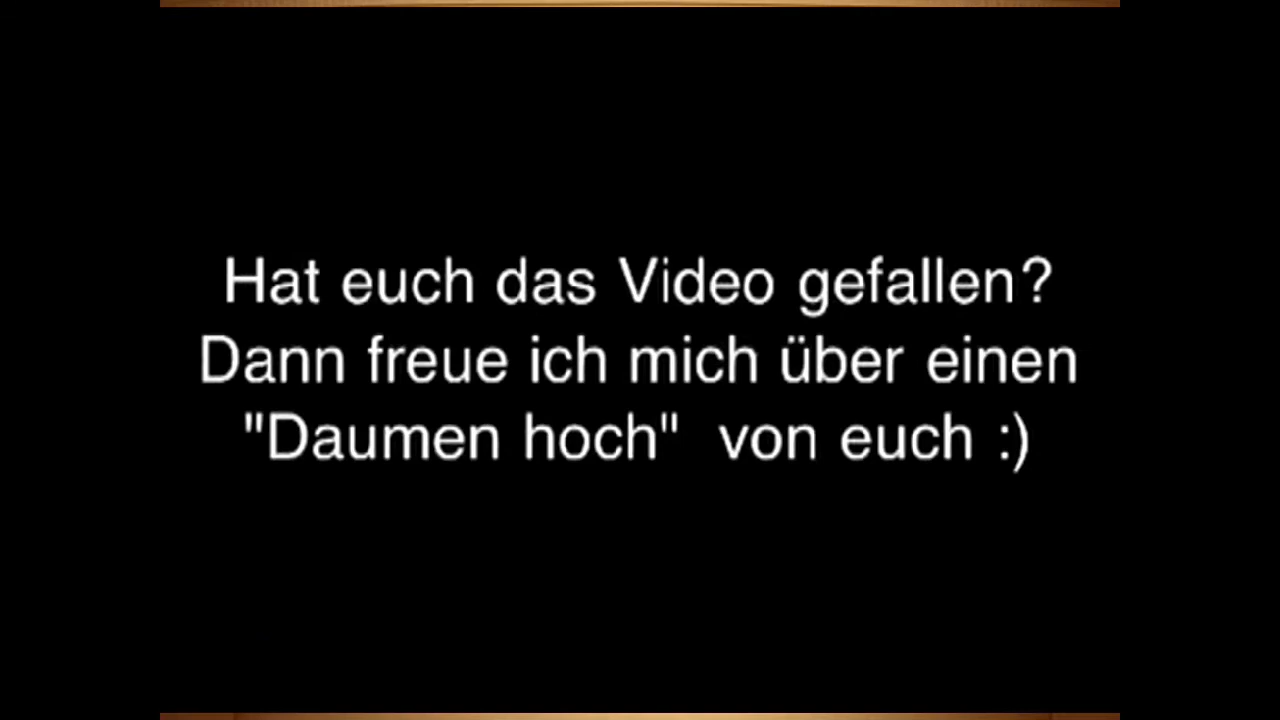 Hat euch das Video gefallen?
Dann freue ich mich über einen
"Daumen hoch"  von euch :)